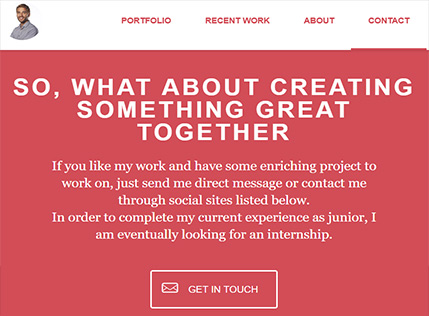 PORTFOLIO RECENT WORK ABOUT CONTACT
SO, WHAT ABOUT CREATING
SOMETHING GREAT
TOGETHER
If you like my work and have some enriching project to
work on, just send me direct message or contact me
through social sites listed below.
In order to complete my current experience as junior, I
am eventually looking for an internship.
GET IN TOUCH